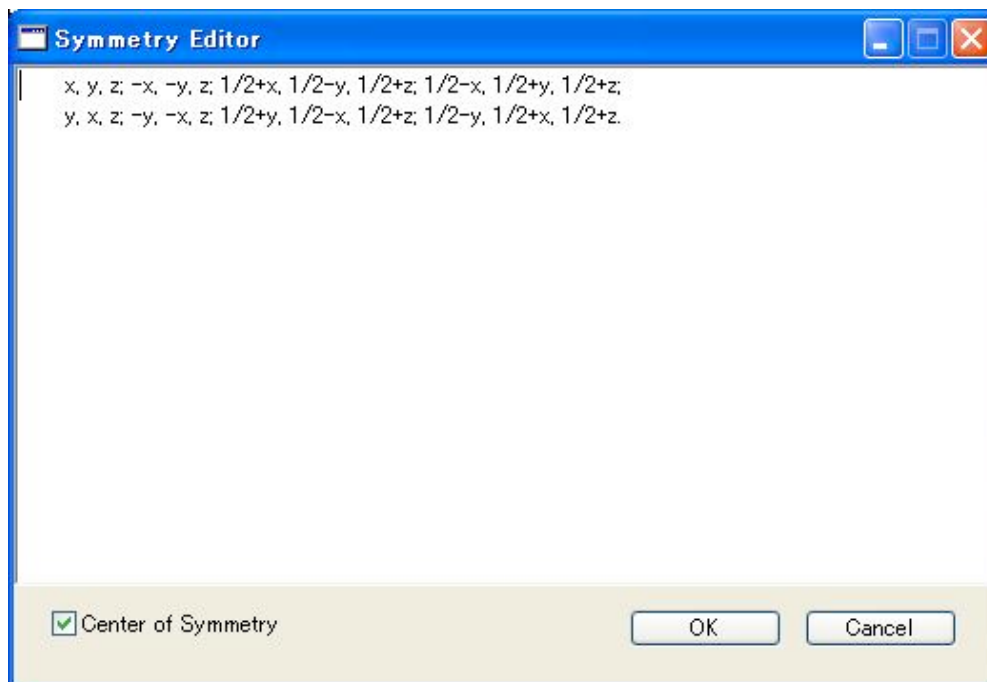 Symmetry Editor
x, y, z; -x, -y, z; 1/2+x, 1/2-y, 1/2+z; 1/2-x, 1/2+y, 1/2+z;
y, x, z; -y, -x, z; 1/2+y, 1/2-x, 1/2+z; 1/2-y, 1/2+x, 1/2+z.
Center of Symmetry OK Cancel